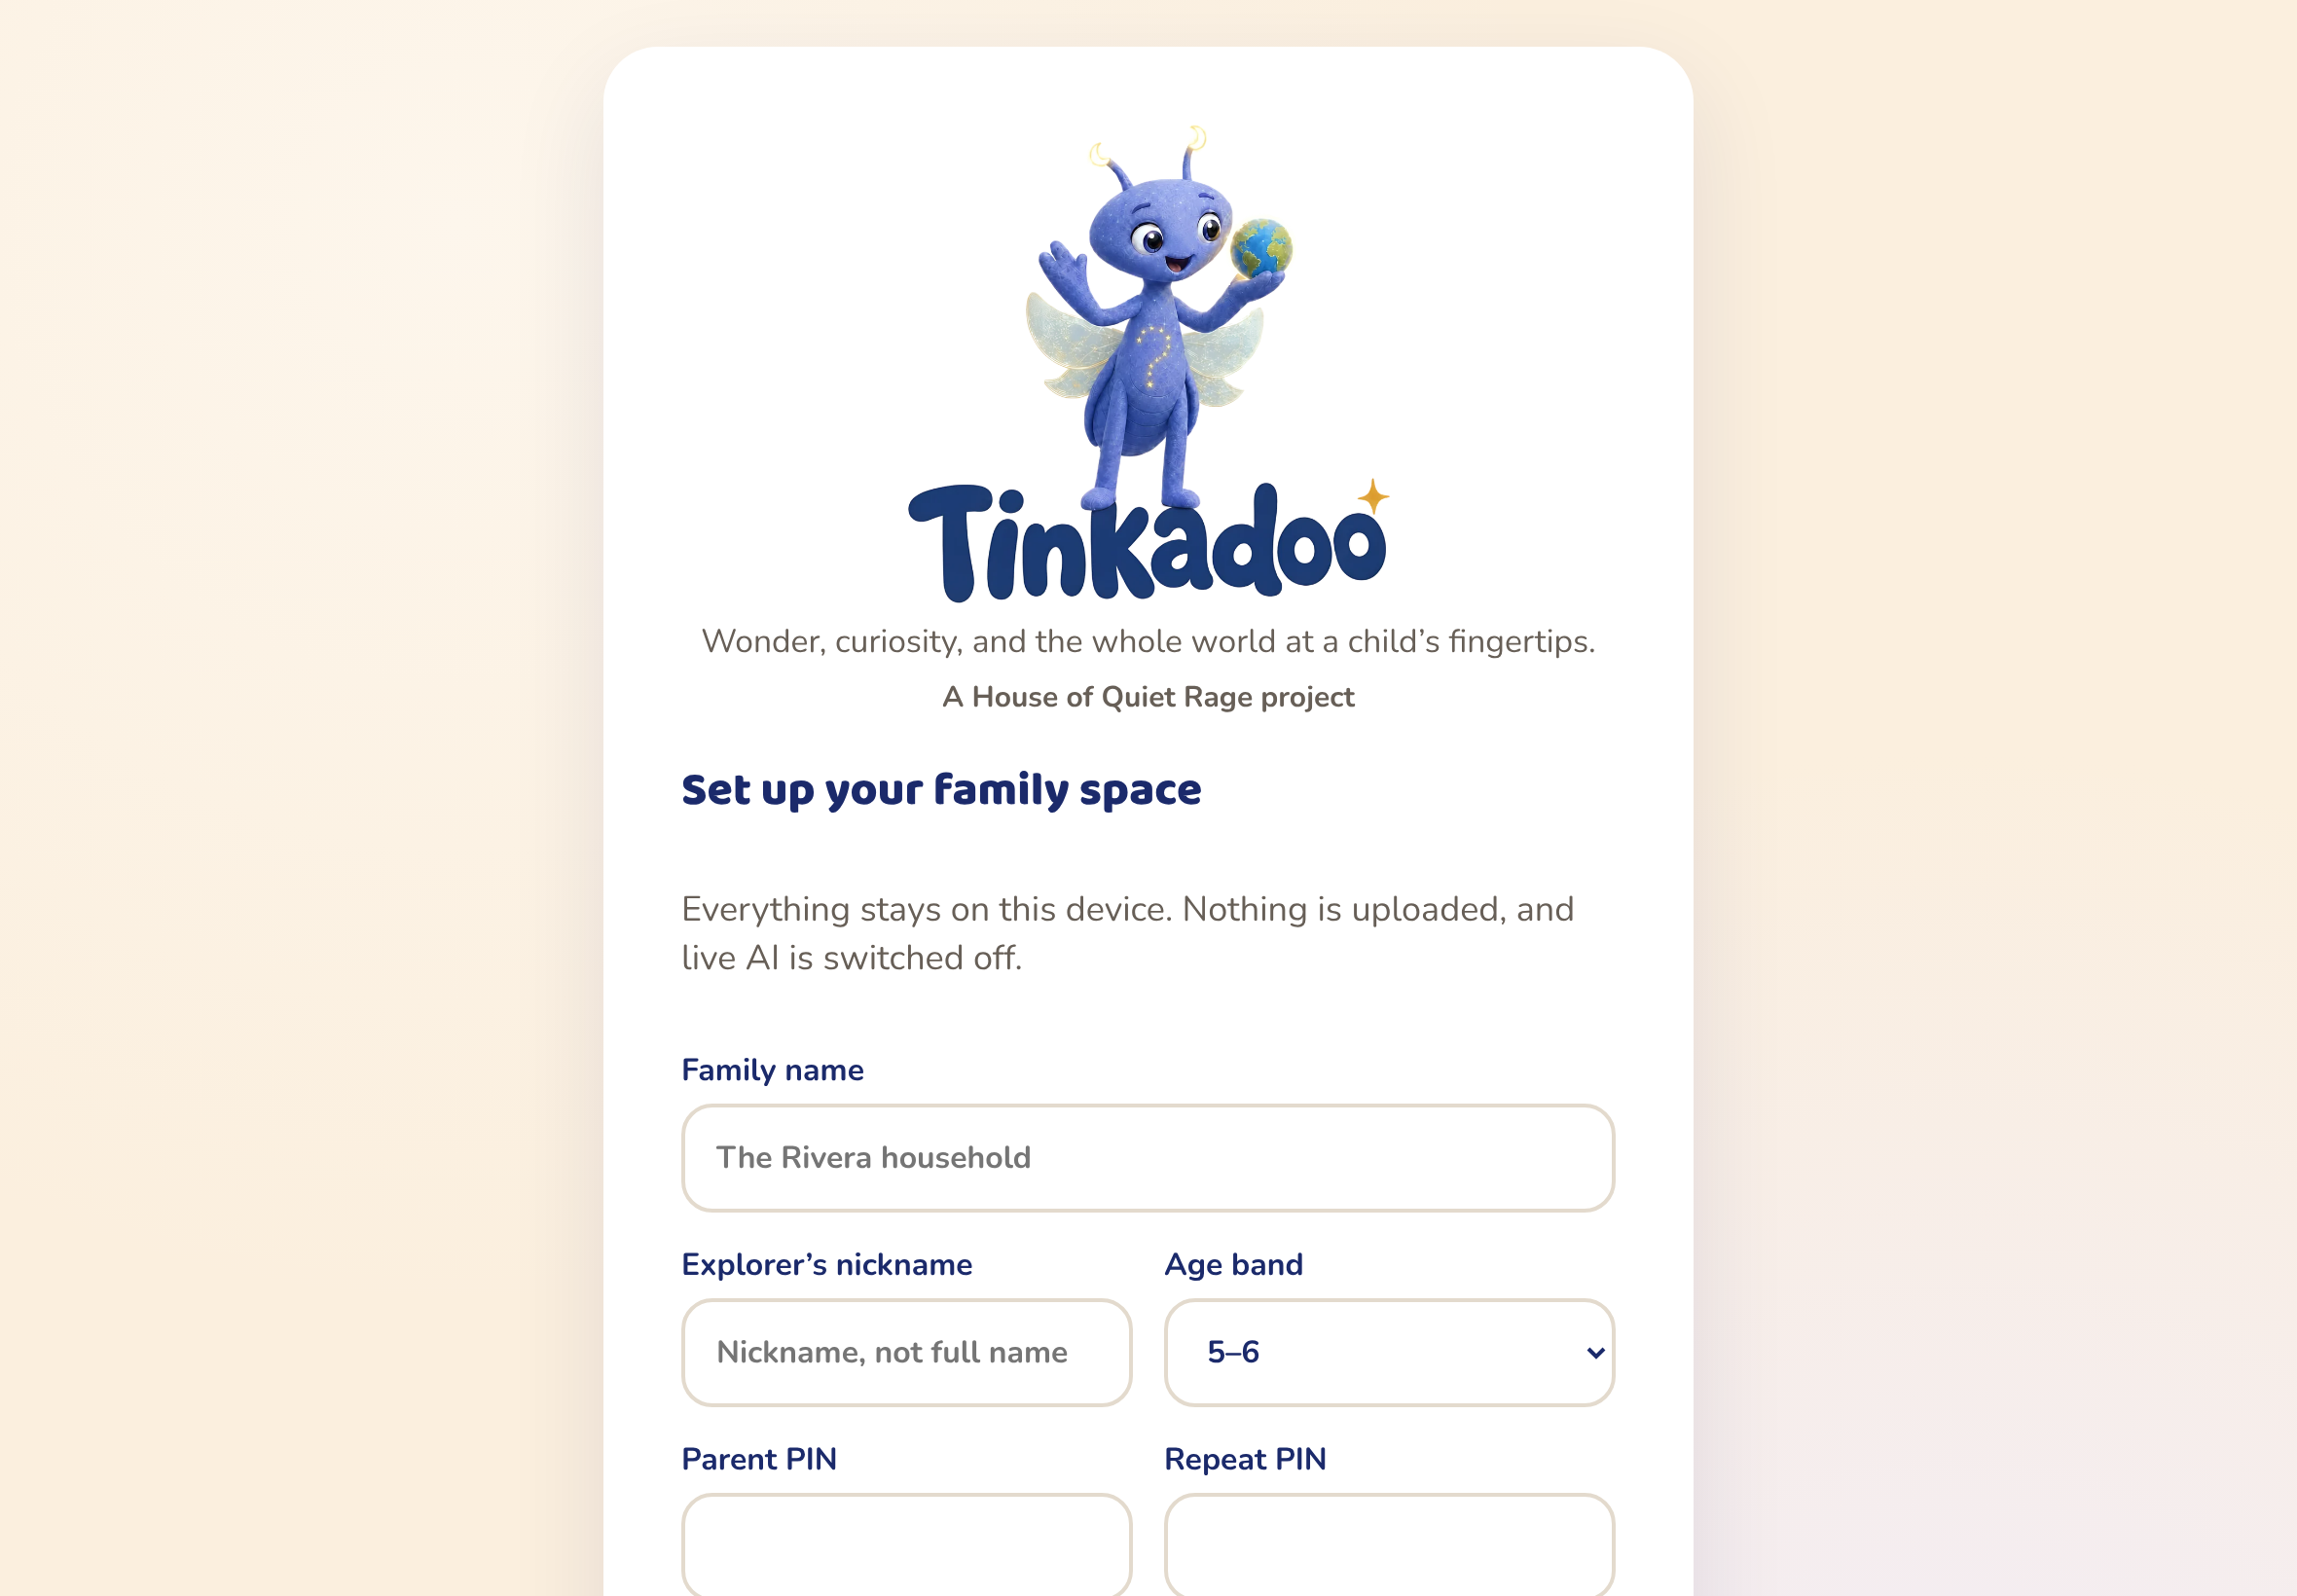 Tinkadoo
Wonder, curiosity, and the whole world at a child’s fingertips.
A House of Quiet Rage project
Set up your family space
Everything stays on this device. Nothing is uploaded, and
live AI is switched off.
Family name
The Rivera household
Explorer’s nickname
Age band
Nickname, not full name
5–6
Parent PIN
Repeat PIN